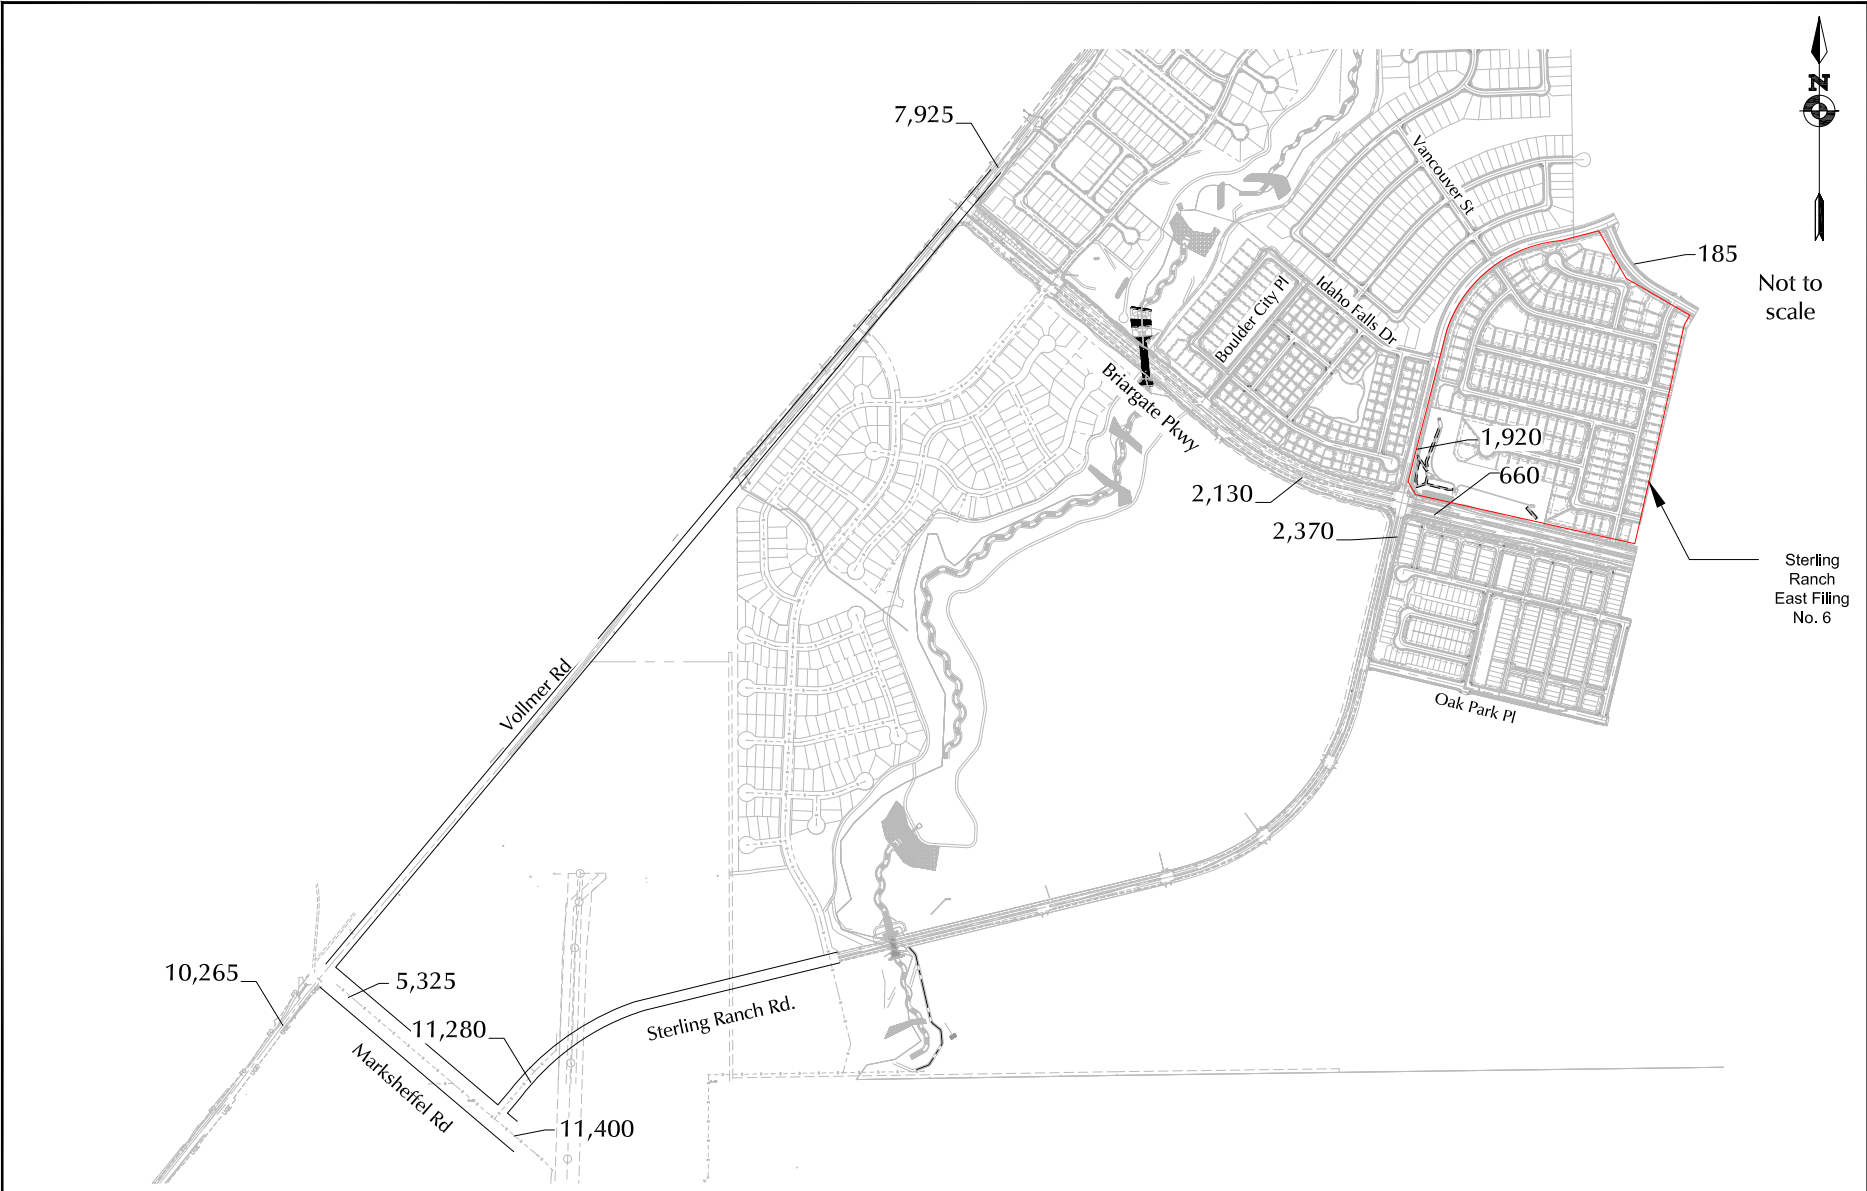 7,925
N
Vancouver St
185
Not to
scale
Boulder City Pl
Idaho Falls Dr
Briargate Pkwy
1,920
660
2,130
2,370
Sterling
Ranch
East Filing
No. 6
Vollmer Rd
Oak Park Pl
10,265
5,325
11,280
Sterling Ranch Rd.
Marksheffel Rd
11,400